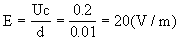 E = Uc/d = 0.2/0.01 = 20(V / m)